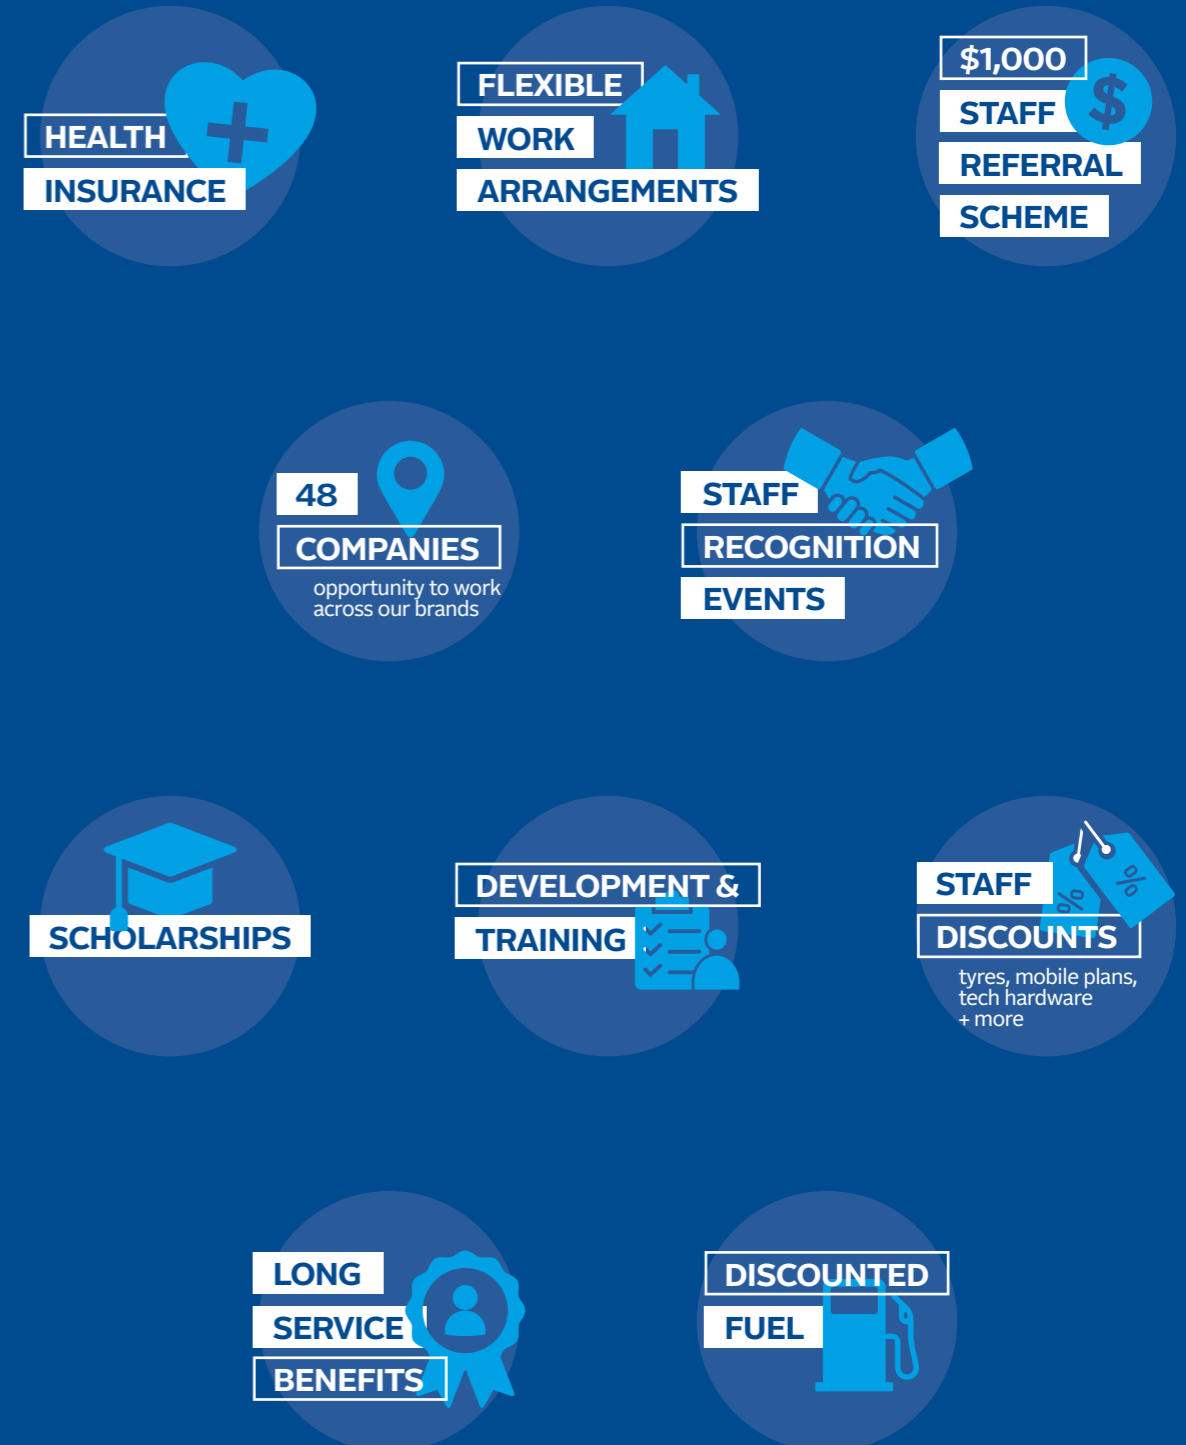 HEALTH
INSURANCE
FLEXIBLE
WORK
ARRANGEMENTS
$1,000
STAFF
REFERRAL
SCHEME
$
48
COMPANIES
opportunity to work
across our brands
STAFF
RECOGNITION
EVENTS
SCHOLARSHIPS
DEVELOPMENT &
TRAINING
STAFF
DISCOUNTS
tyres, mobile plans,
tech hardware
+ more
%
%
LONG
SERVICE
BENEFITS
DISCOUNTED
FUEL